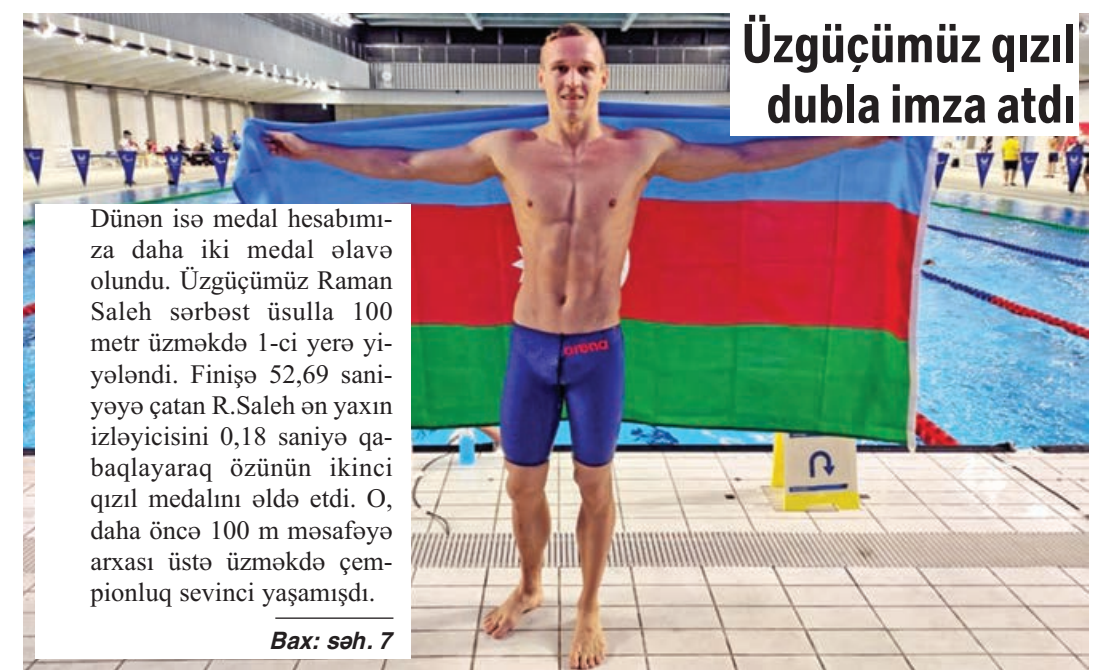 Üzgüçümüz qızıl
dubla imza atdı
Dünən isə medal hesabımı-
za daha iki medal əlavə
olundu. Üzgüçümüz Raman
Saleh sərbəst üsulla 100
metr üzməkdə 1-ci yerə yi-
yələndi. Finişə 52,69 sani-
yəyə çatan R.Saleh ən yaxın
izləyicisini 0,18 saniyə qa-
baqlayaraq özünün ikinci
qızıl medalını əldə etdi. O,
daha öncə 100 m məsafəyə
arxası üstə üzməkdə çem-
pionluq sevinci yaşamışdı.
Bax: səh. 7
arena